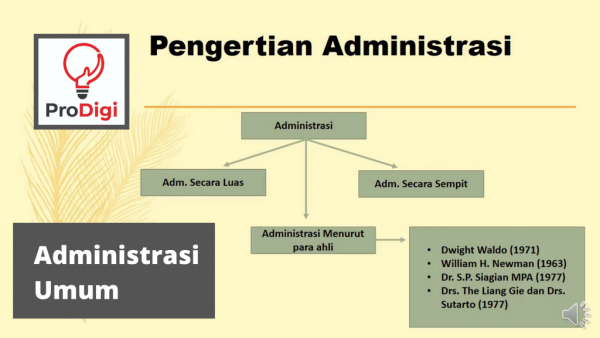 Pengertian Administrasi
ProDigi
Administrasi
Adm. Secara Luas
Adm. Secara Sempit
Administrasi Menurut
para ahli
• Dwight Waldo (1971)
• William H. Newman (1963)
• Dr. S.P. Siagian MPA (1977)
• Drs. The Liang Gie dan Drs.
Sutarto (1977)
Administrasi
Umum